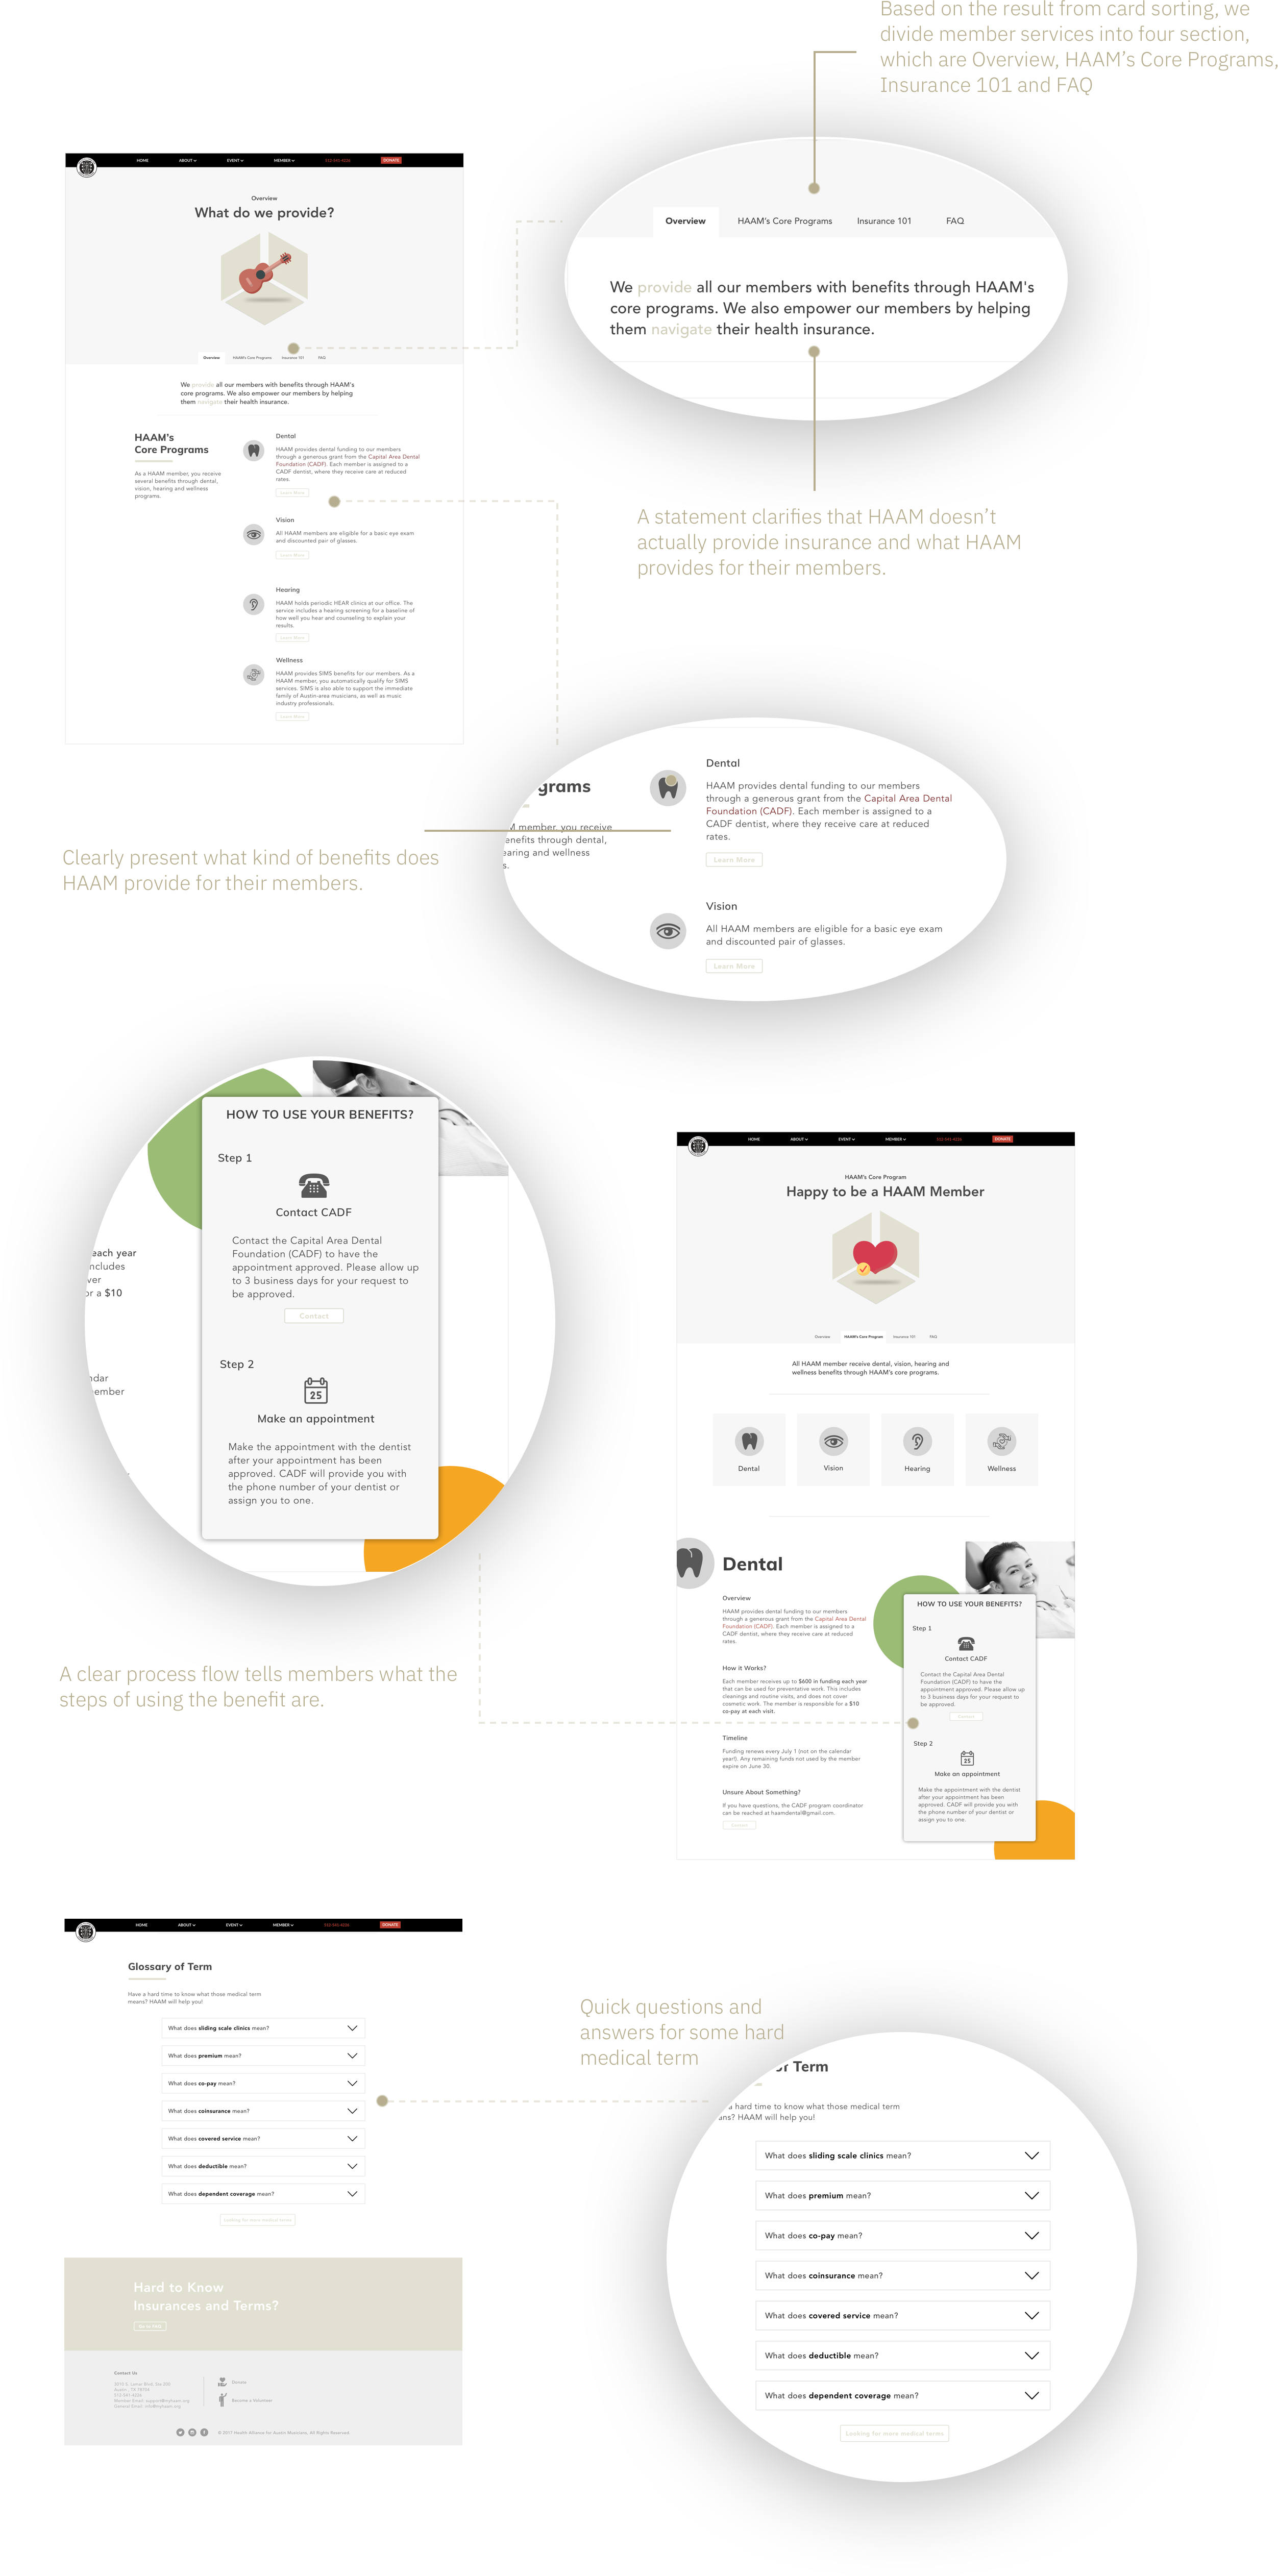 Based on the result from card sorting, we
divide member services into four section,
which are Overview, HAAM's Core Programs,
Insurance 101 and FAQ
HOME ABOUT EVENT MEMBER 512-541-4226 DONATE
Overview
What do we provide?
Overview HAAM's Core Programs Insurance 101 FAQ
We provide all our members with benefits through HAAM's
core programs. We also empower our members by helping
them navigate their health insurance.
HAAM's
Core Programs
As a HAAM member, you receive
several benefits through dental,
vision, hearing and wellness
programs.
Dental
HAAM provides dental funding to our members
through a generous grant from the Capital Area Dental
Foundation (CADF). Each member is assigned to a
CADF dentist, where they receive care at reduced
rates.
Learn More
Vision
All HAAM members are eligible for a basic eye exam
and discounted pair of glasses.
Learn More
Hearing
HAAM holds periodic HEAR clinics at our office. The
service includes a hearing screening for a baseline of
how well you hear and counseling to explain your
results.
Learn More
Wellness
HAAM provides SIMS benefits for our members. As a
HAAM member, you automatically qualify for SIMS
services. SIMS is also able to support the immediate
family of Austin-area musicians, as well as music
industry professionals.
Learn More
Overview HAAM's Core Programs Insurance 101 FAQ
We provide all our members with benefits through HAAM's
core programs. We also empower our members by helping
them navigate their health insurance.
A statement clarifies that HAAM doesn't
actually provide insurance and what HAAM
provides for their members.
grams
M member, you receive
enefits through dental,
earing and wellness
s.
Dental
HAAM provides dental funding to our members
through a generous grant from the Capital Area Dental
Foundation (CADF). Each member is assigned to a
CADF dentist, where they receive care at reduced
rates.
Learn More
Vision
All HAAM members are eligible for a basic eye exam
and discounted pair of glasses.
Learn More
Clearly present what kind of benefits does
HAAM provide for their members.
each year
ncludes
ver
or a $10
ndar
ember
HOW TO USE YOUR BENEFITS?
Step 1
Contact CADF
Contact the Capital Area Dental
Foundation (CADF) to have the
appointment approved. Please allow up
to 3 business days for your request to
be approved.
Contact
Step 2
25
Make an appointment
Make the appointment with the dentist
after your appointment has been
approved. CADF will provide you with
the phone number of your dentist or
assign you to one.
A clear process flow tells members what the
steps of using the benefit are.
HOME ABOUT EVENT MEMBER 512-541-4226 DONATE
HAAM's Core Program
Happy to be a HAAM Member
Overview HAAM's Core Program Insurance 101 FAQ
All HAAM member receive dental, vision, hearing and
wellness benefits through HAAM's core programs.
Dental Vision Hearing Wellness
Dental
Overview
HAAM provides dental funding to our members
through a generous grant from the Capital Area Dental
Foundation (CADF). Each member is assigned to a
CADF dentist, where they receive care at reduced
rates.
How it Works?
Each member receives up to $600 in funding each year
that can be used for preventative work. This includes
cleanings and routine visits, and does not cover
cosmetic work. The member is responsible for a $10
co-pay at each visit.
Timeline
Funding renews every July 1 (not on the calendar
year!). Any remaining funds not used by the member
expire on June 30.
Unsure About Something?
If you have questions, the CADF program coordinator
can be reached at haamdental@gmail.com.
Contact
HOW TO USE YOUR BENEFITS?
Step 1
Contact CADF
Contact the Capital Area Dental
Foundation (CADF) to have the
appointment approved. Please allow up
to 3 business days for your request to
be approved.
Contact
Step 2
25
Make an appointment
Make the appointment with the dentist
after your appointment has been
approved. CADF will provide you with
the phone number of your dentist or
assign you to one.
HOME ABOUT EVENT MEMBER 512-541-4226 DONATE
Glossary of Term
Have a hard time to know what those medical term
means? HAAM will help you!
What does sliding scale clinics mean?
What does premium mean?
What does co-pay mean?
What does coinsurance mean?
What does covered service mean?
What does deductible mean?
What does dependent coverage mean?
Looking for more medical terms
Hard to Know
Insurances and Terms?
Go to FAQ
Contact Us
Austin , TX 78704
512-541-4226
Member Email: support@myhaam.org
General Email: info@myhaam.org
Donate
Become a Volunteer
© 2017 Health Alliance for Austin Musicians, All Rights Reserved.
Quick questions and
answers for some hard
medical term
of Term
a hard time to know what those medical term
ans? HAAM will help you!
What does sliding scale clinics mean?
What does premium mean?
What does co-pay mean?
What does coinsurance mean?
What does covered service mean?
What does deductible mean?
What does dependent coverage mean?
Looking for more medical terms